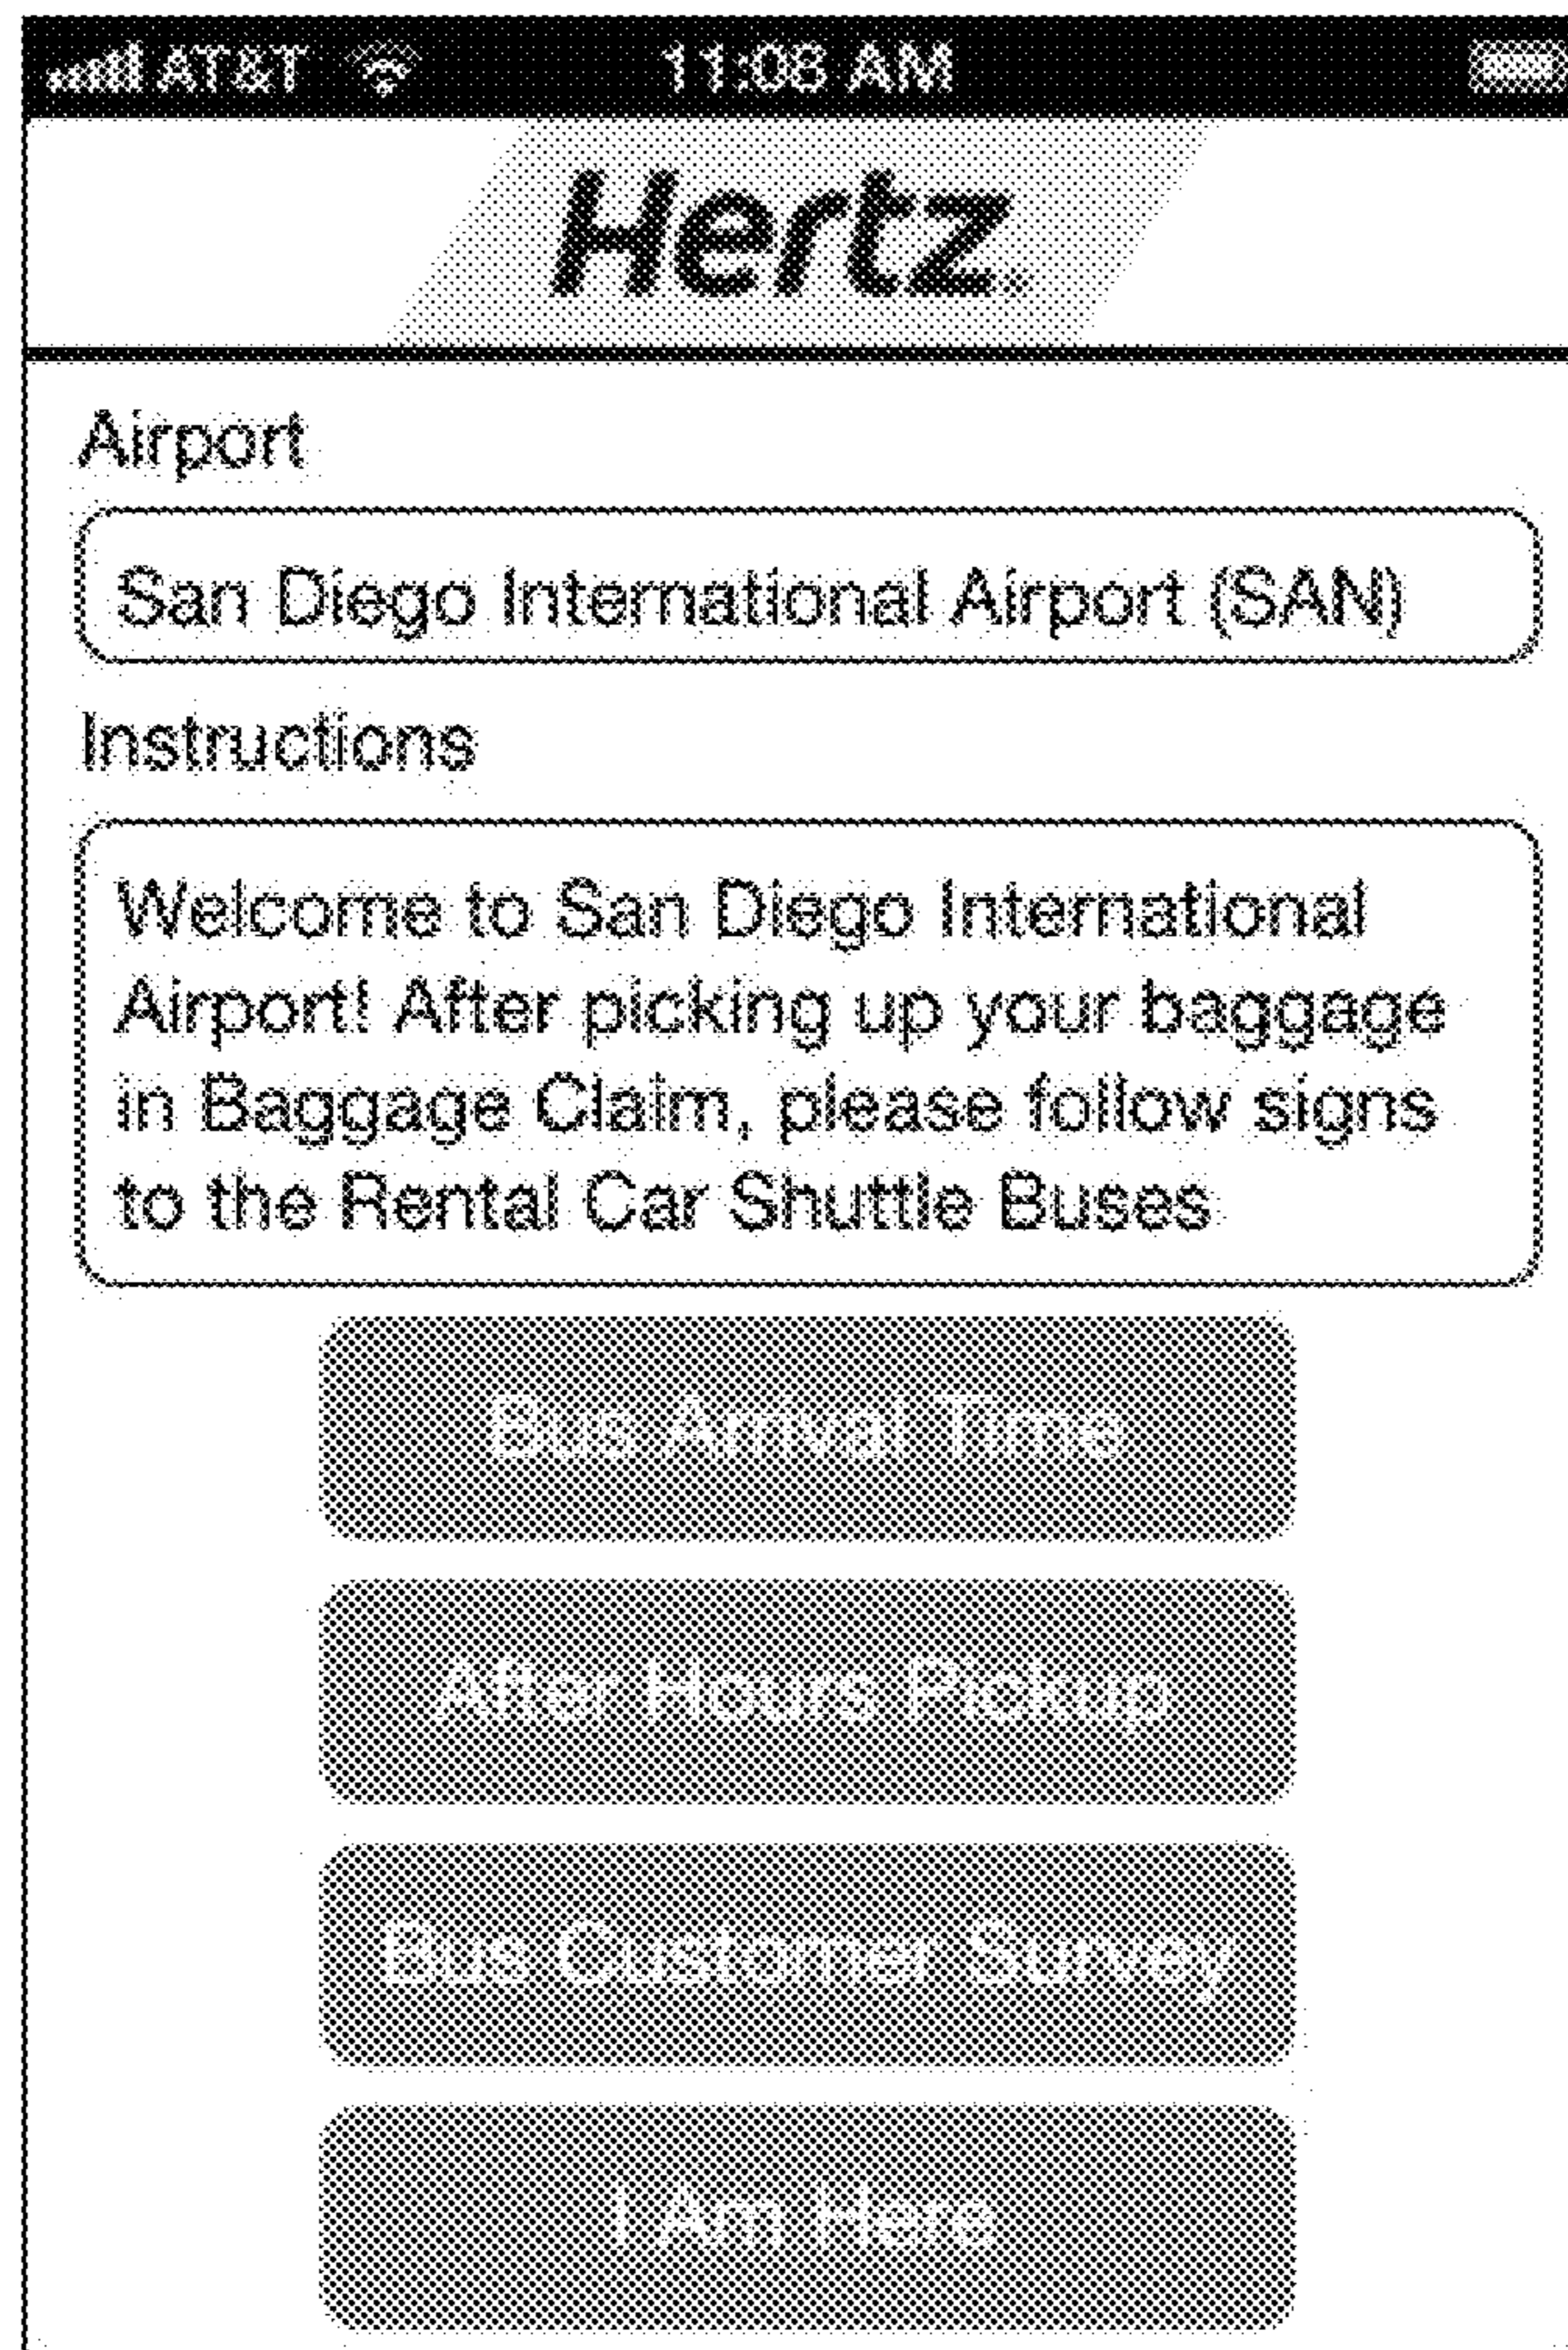 AT&T 11:08 AM
Hertz
Airport
San Diego International Airport (SAN)
Instructions
Welcome to San Diego International
Airport! After picking up your baggage
in Baggage Claim, please follow signs
to the Rental Car Shuttle Buses
Bus Arrival Time
After Hours Pickup
Bus Customer Survey
I Am Here